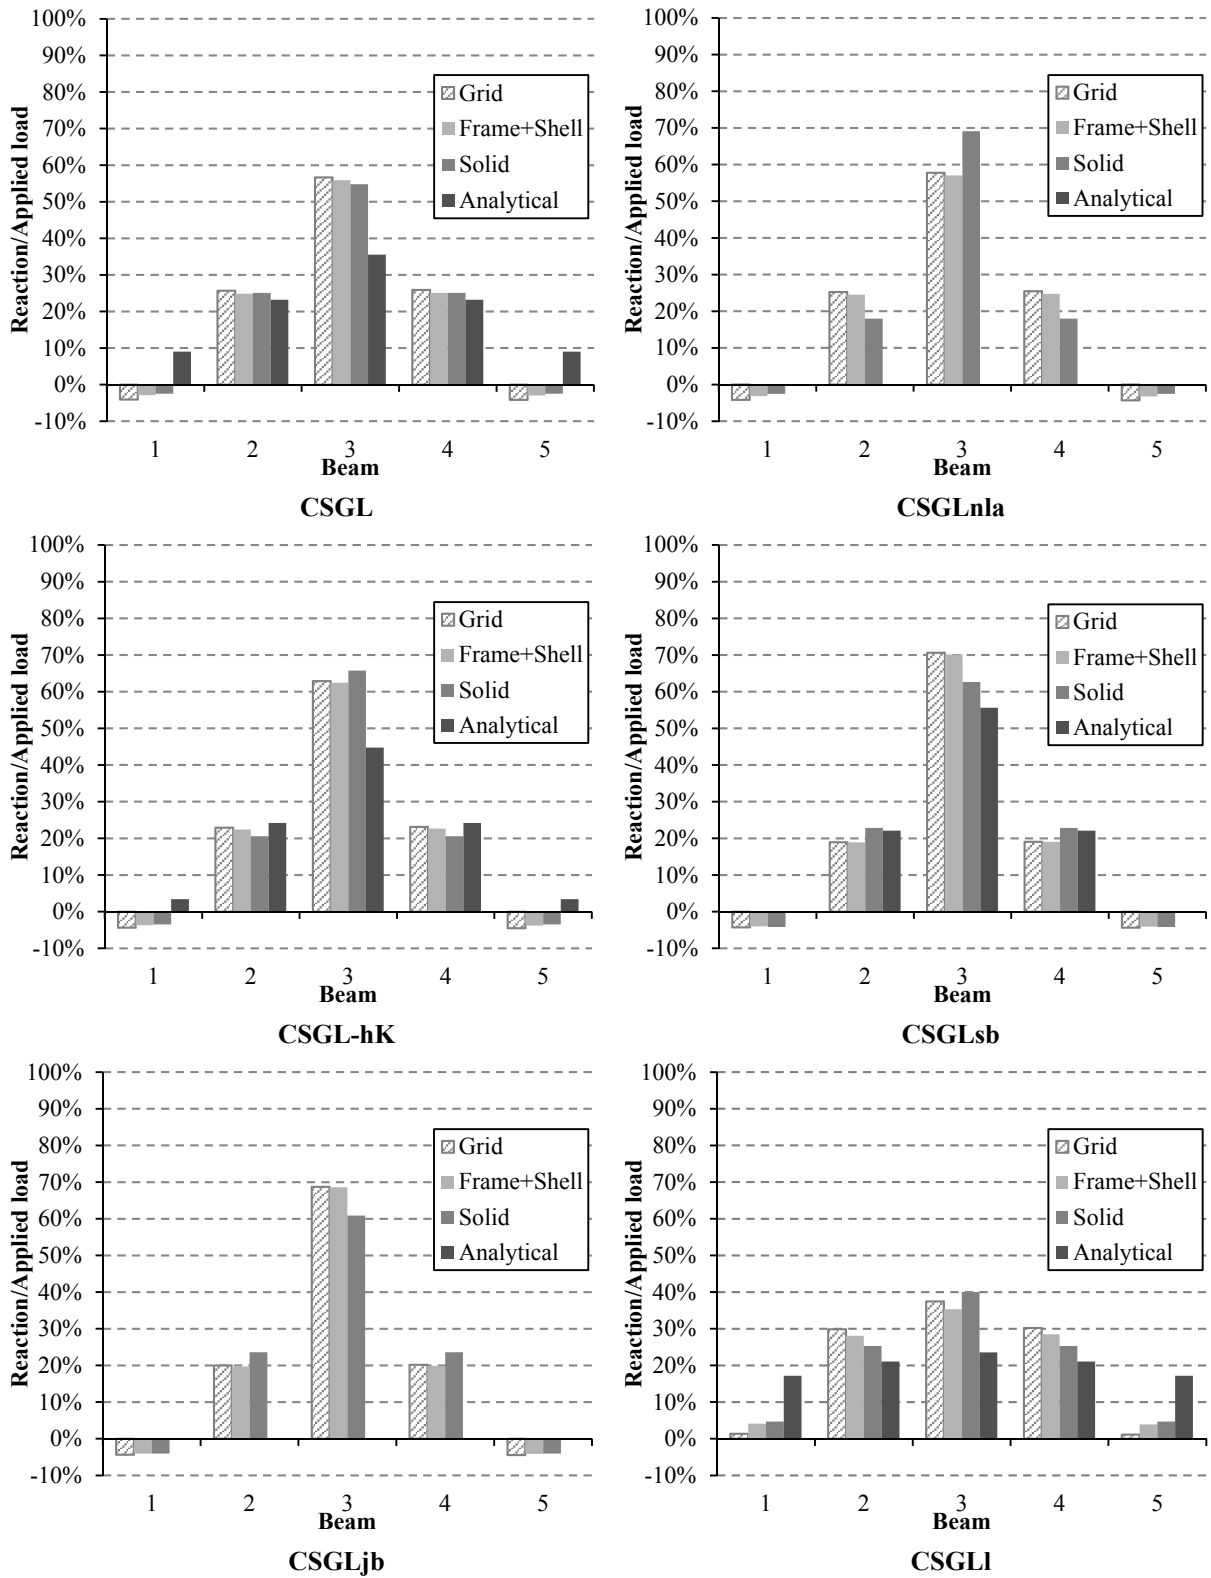 100%
90%
80%
70%
60%
50%
40%
30%
20%
10%
0%
-10%
Reaction/Applied load
Grid
Frame+Shell
Solid
Analytical
1 2 3 4 5
Beam
CSGL
100%
90%
80%
70%
60%
50%
40%
30%
20%
10%
0%
-10%
Reaction/Applied load
Grid
Frame+Shell
Solid
Analytical
1 2 3 4 5
Beam
CSGLnla
100%
90%
80%
70%
60%
50%
40%
30%
20%
10%
0%
-10%
Reaction/Applied load
Grid
Frame+Shell
Solid
Analytical
1 2 3 4 5
Beam
CSGL-hK
100%
90%
80%
70%
60%
50%
40%
30%
20%
10%
0%
-10%
Reaction/Applied load
Grid
Frame+Shell
Solid
Analytical
1 2 3 4 5
Beam
CSGLsb
100%
90%
80%
70%
60%
50%
40%
30%
20%
10%
0%
-10%
Reaction/Applied load
Grid
Frame+Shell
Solid
Analytical
1 2 3 4 5
Beam
CSGLjb
100%
90%
80%
70%
60%
50%
40%
30%
20%
10%
0%
-10%
Reaction/Applied load
Grid
Frame+Shell
Solid
Analytical
1 2 3 4 5
Beam
CSGLl